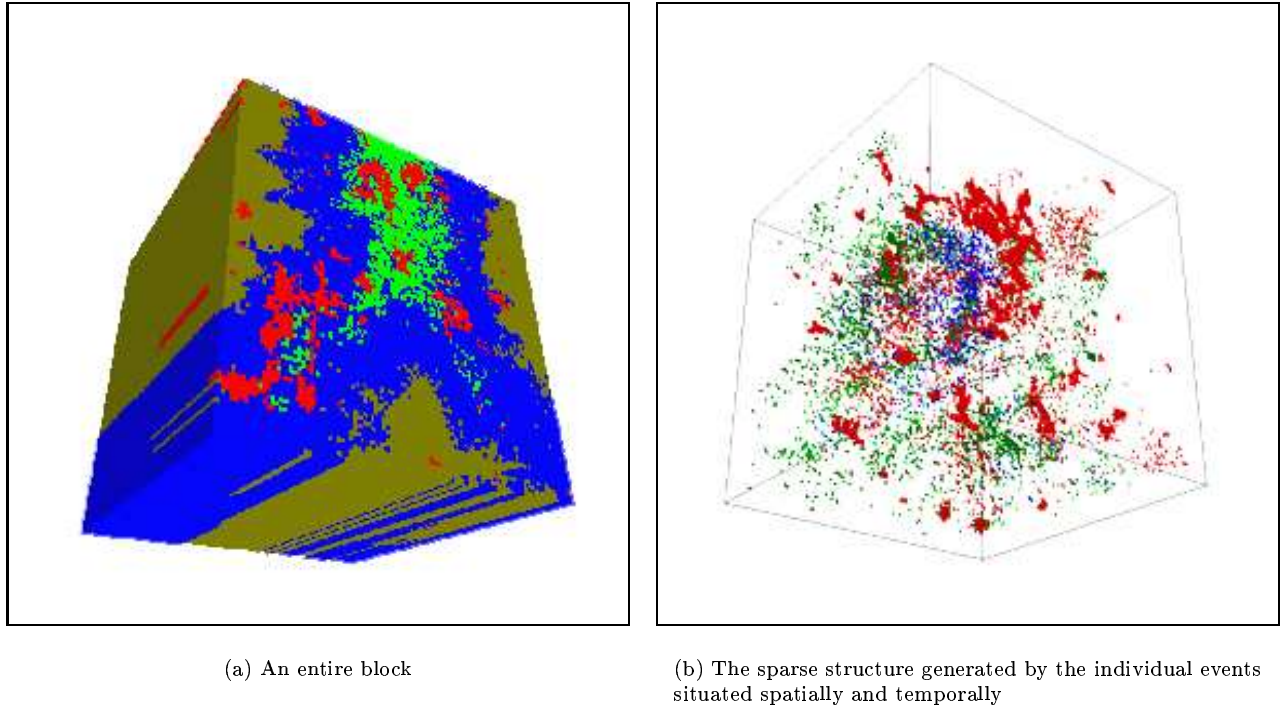 (a) An entire block
(b) The sparse structure generated by the individual events
situated spatially and temporally